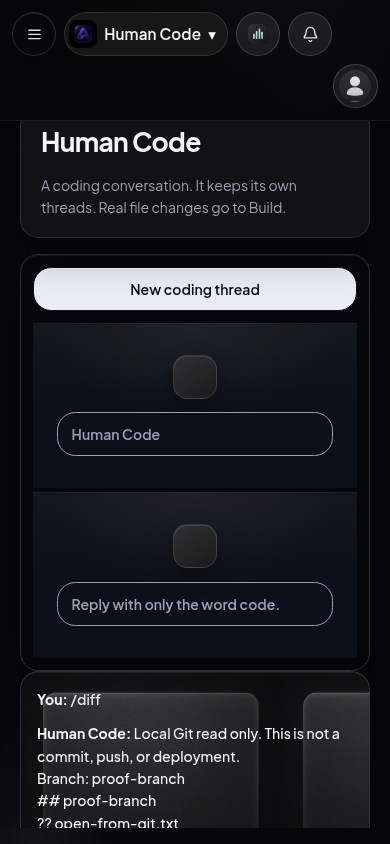 Human Code ▾
Human Code
A coding conversation. It keeps its own
threads. Real file changes go to Build.
New coding thread
Human Code
Reply with only the word code.
You: /diff
Human Code: Local Git read only. This is not a
commit, push, or deployment.
Branch: proof-branch
## proof-branch
?? open-from-git.txt